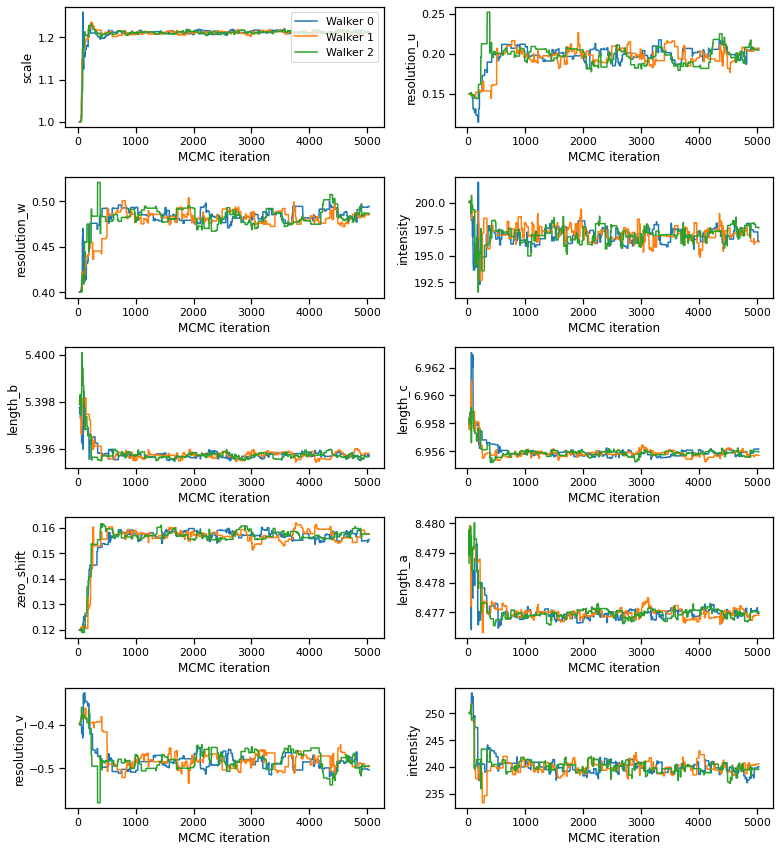 scale
1.2
1.1
1.0
Walker 0
Walker 1
Walker 2
0 1000 2000 3000 4000 5000
MCMC iteration
resolution_u
0.25
0.20
0.15
0 1000 2000 3000 4000 5000
MCMC iteration
resolution_w
0.50
0.45
0.40
0 1000 2000 3000 4000 5000
MCMC iteration
intensity
200.0
197.5
195.0
192.5
0 1000 2000 3000 4000 5000
MCMC iteration
length_b
5.400
5.398
5.396
0 1000 2000 3000 4000 5000
MCMC iteration
length_c
6.962
6.960
6.958
6.956
0 1000 2000 3000 4000 5000
MCMC iteration
zero_shift
0.16
0.15
0.14
0.13
0.12
0 1000 2000 3000 4000 5000
MCMC iteration
length_a
8.480
8.479
8.478
8.477
0 1000 2000 3000 4000 5000
MCMC iteration
resolution_v
−0.4
−0.5
0 1000 2000 3000 4000 5000
MCMC iteration
intensity
250
245
240
235
0 1000 2000 3000 4000 5000
MCMC iteration